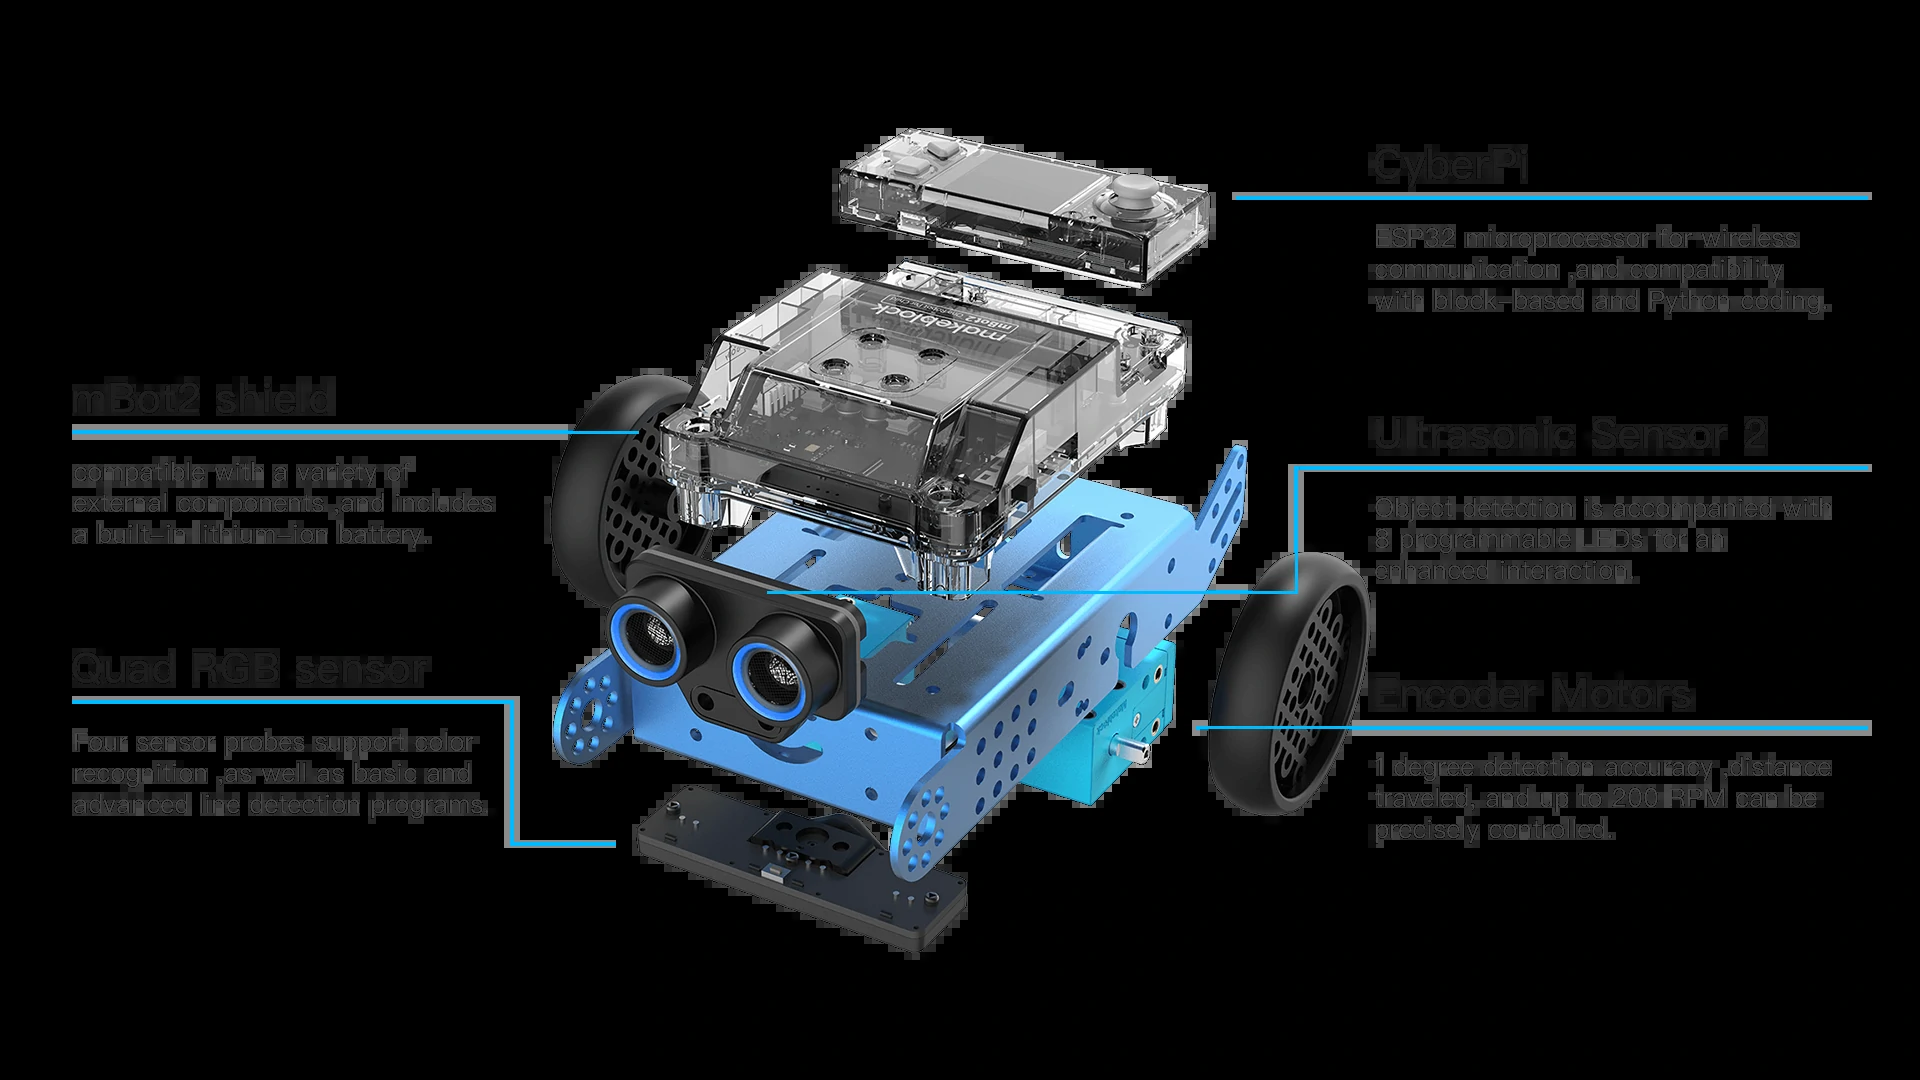 CyberPi
ESP32 microprocessor for wireless
communication ,and compatibility
with block-based and Python coding.
makeblock
mBot2
mBot2 shield
compatible with a variety of
external components,and includes
a built-in lithium-ion battery.
Ultrasonic Sensor 2
Object detection is accompanied with
8 programmable LEDs for an
enhanced interaction.
Quad RGB sensor
Four sensor probes support color
recognition ,as well as basic and
advanced line detection programs.
Encoder Motors
1 degree detection accuracy ,distance
traveled, and up to 200 RPM can be
precisely controlled.